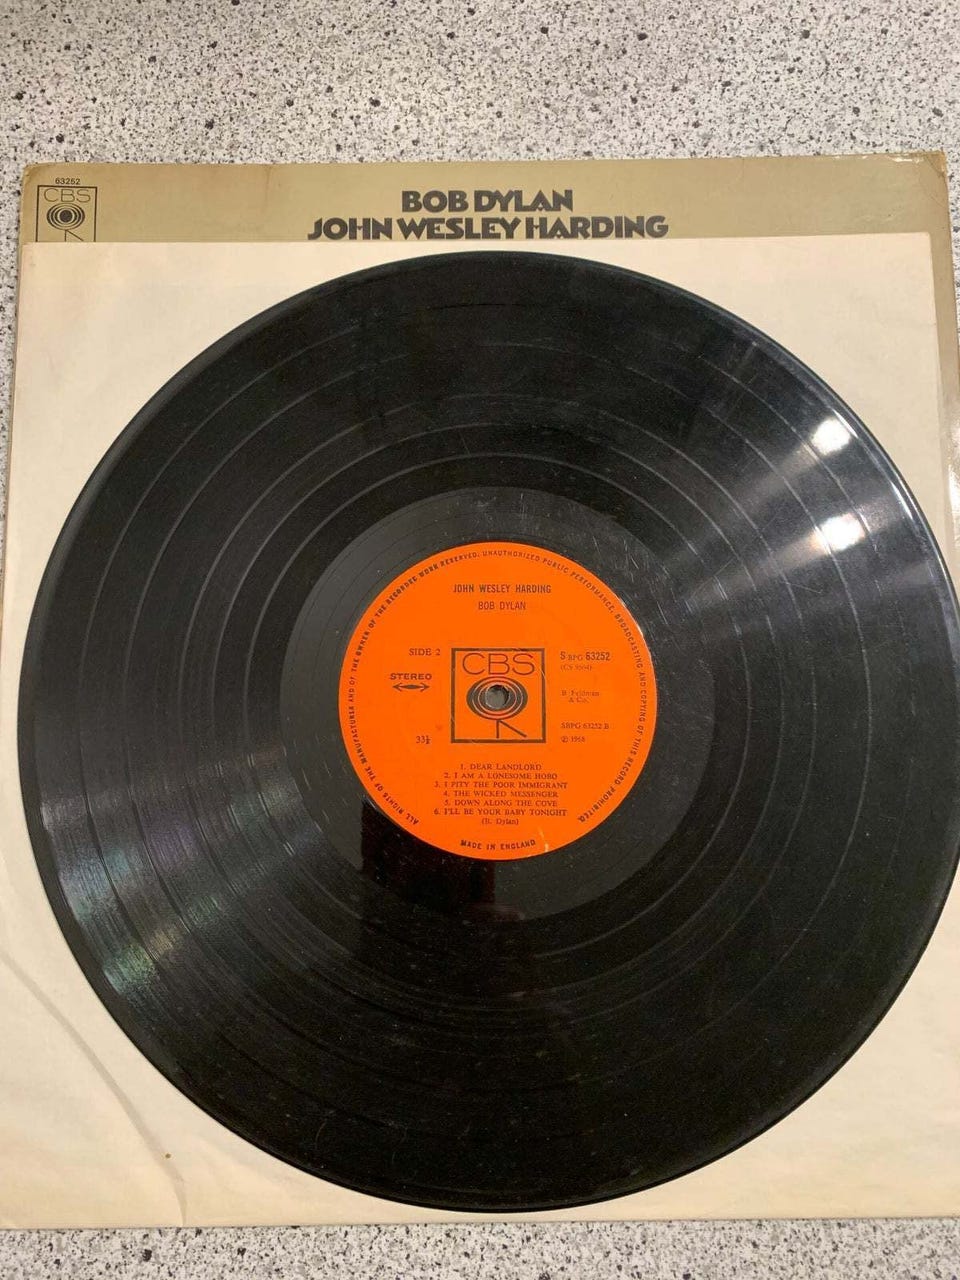 63252
CBS
BOB DYLAN
JOHN WESLEY HARDING
ALL RIGHTS OF THE MANUFACTURER AND OF THE OWNER OF THE RECORDED WORK RESERVED. UNAUTHORIZED PUBLIC PERFORMANCE, BROADCASTING AND COPYING OF THIS RECORD PROHIBITED.
JOHN WESLEY HARDING
BOB DYLAN
SIDE 2
CBS
S BPG 63252
(CS 9604)
STEREO
B. Feldman
& Co.
SBPG 63252 B
33⅓
℗ 1968
1. DEAR LANDLORD
2. I AM A LONESOME HOBO
3. I PITY THE POOR IMMIGRANT
4. THE WICKED MESSENGER
5. DOWN ALONG THE COVE
6. I'LL BE YOUR BABY TONIGHT
(B. Dylan)
MADE IN ENGLAND